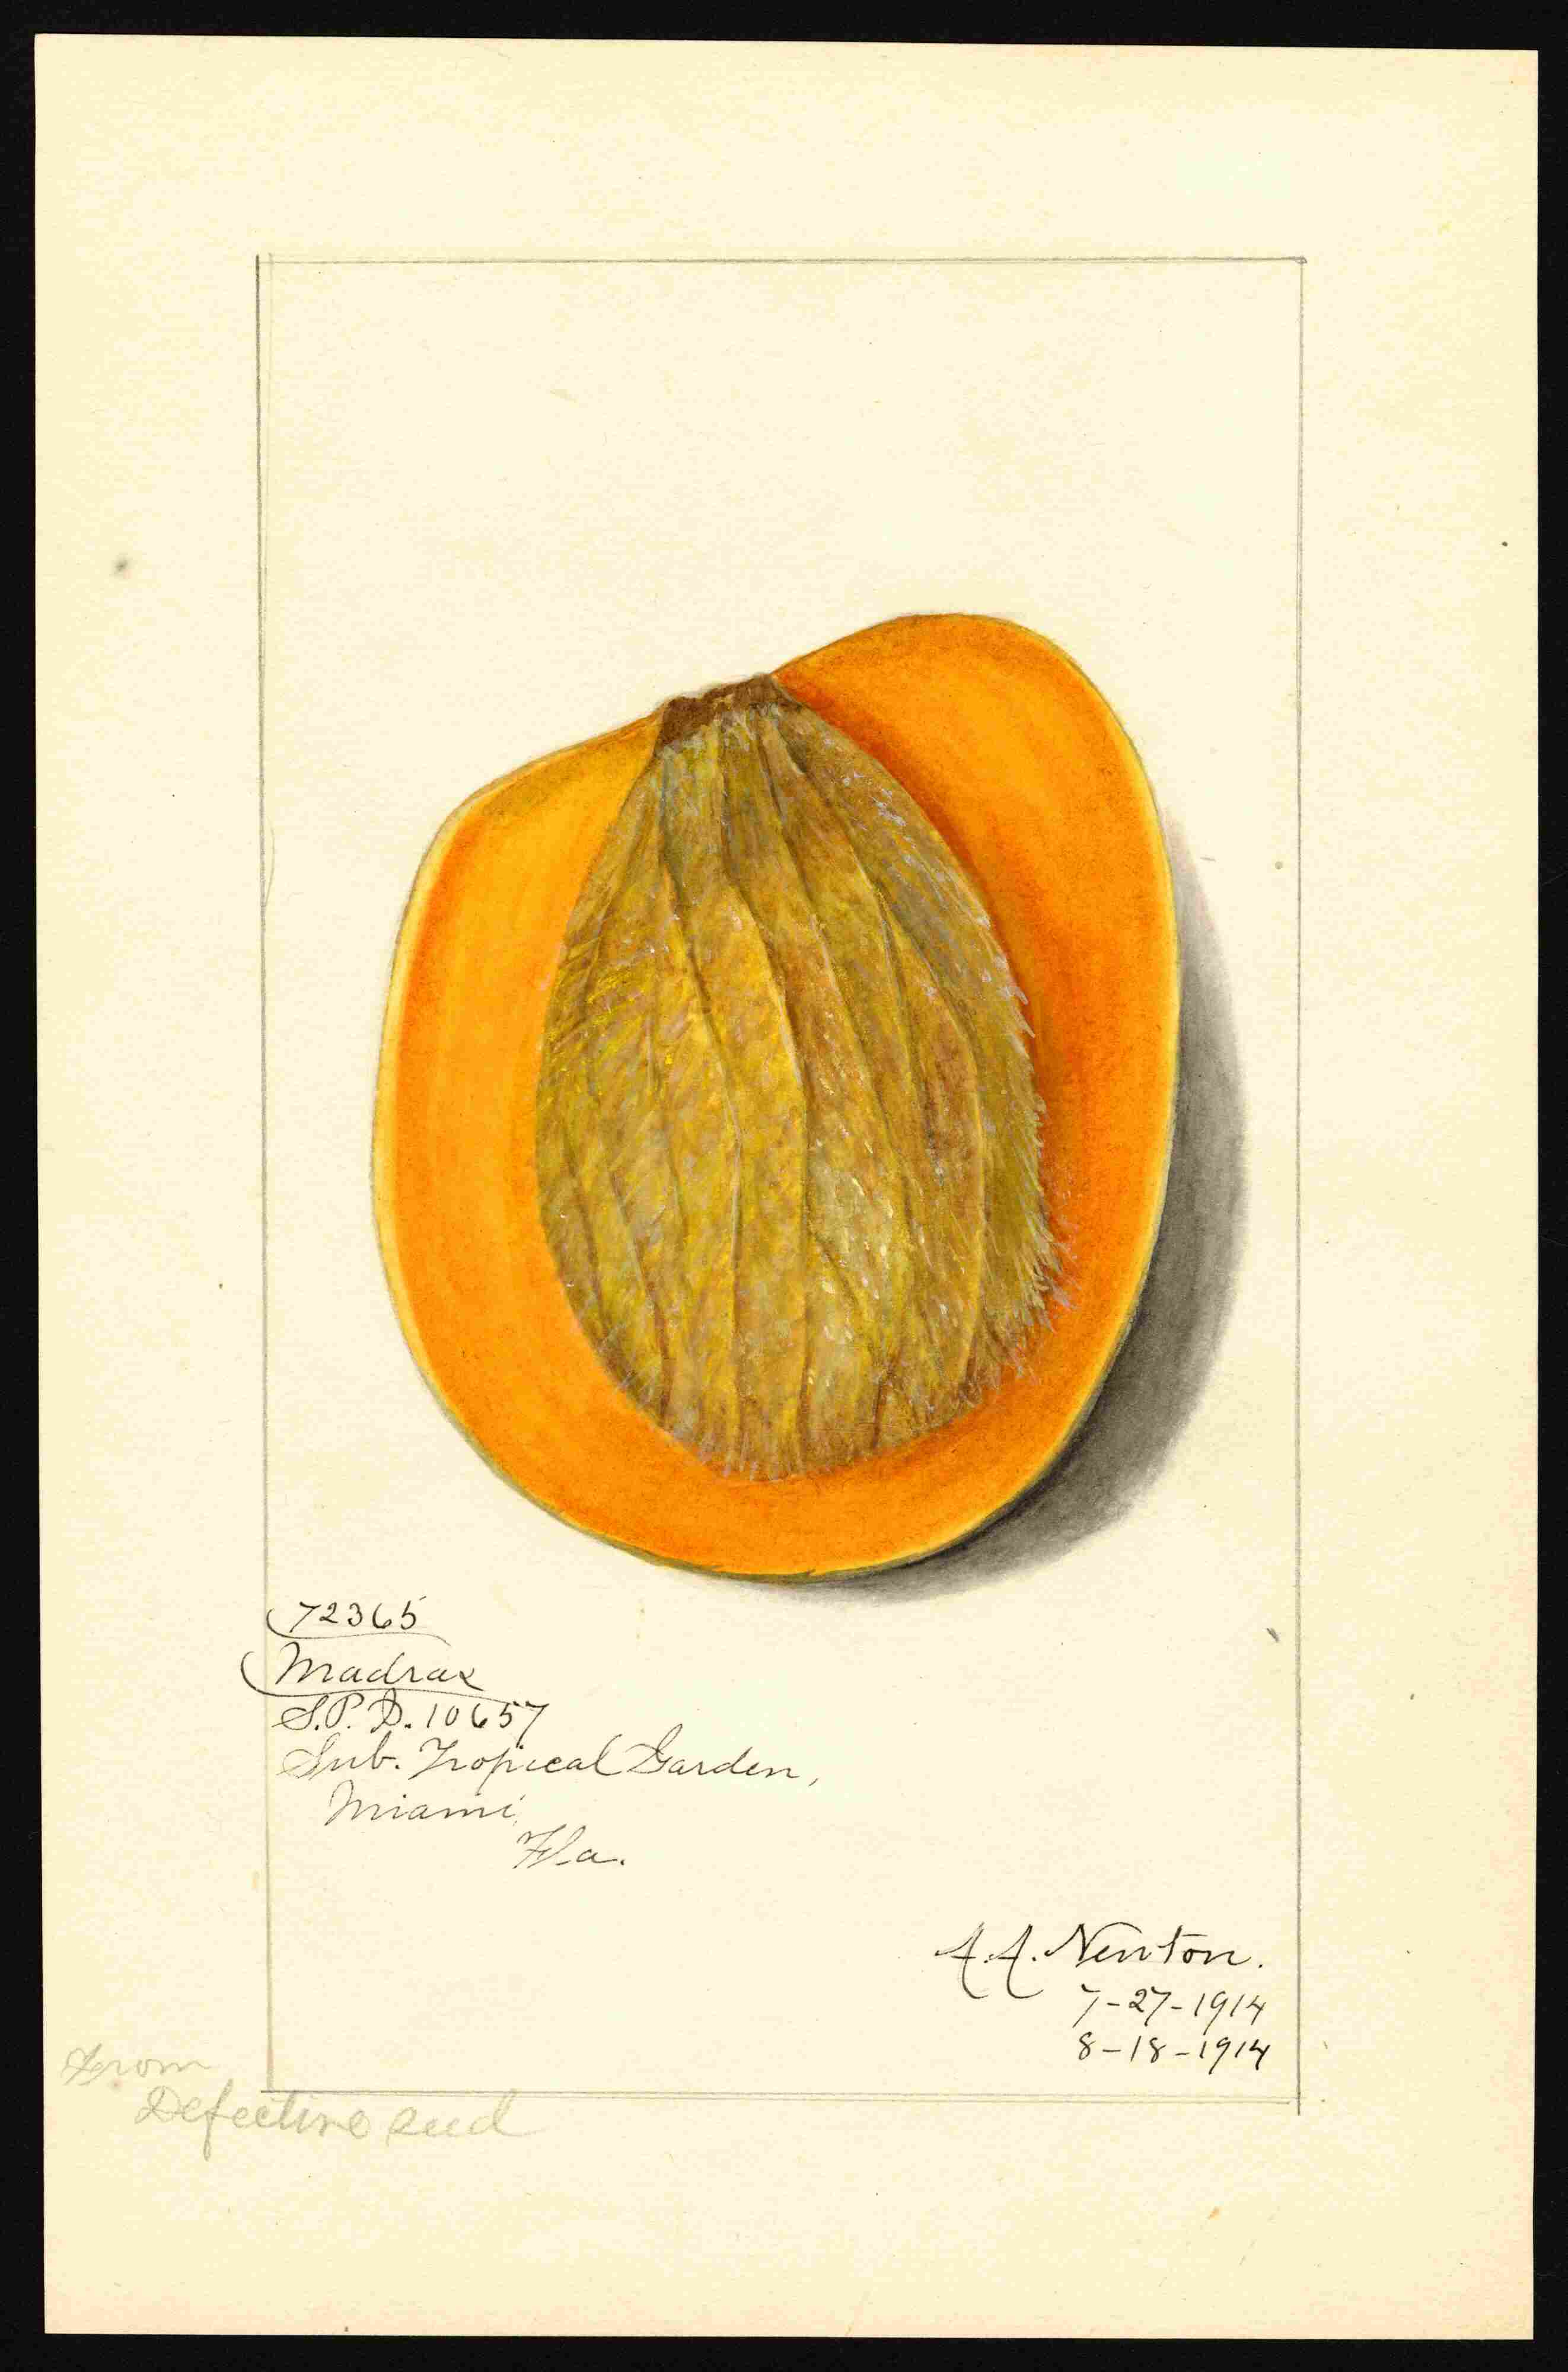 72365
Madras
S.P.D. 10657
Sub. Tropical Garden,
Miami,
Fla.
A.A. Newton.
7-27-1914
8-18-1914
From
Defective seed